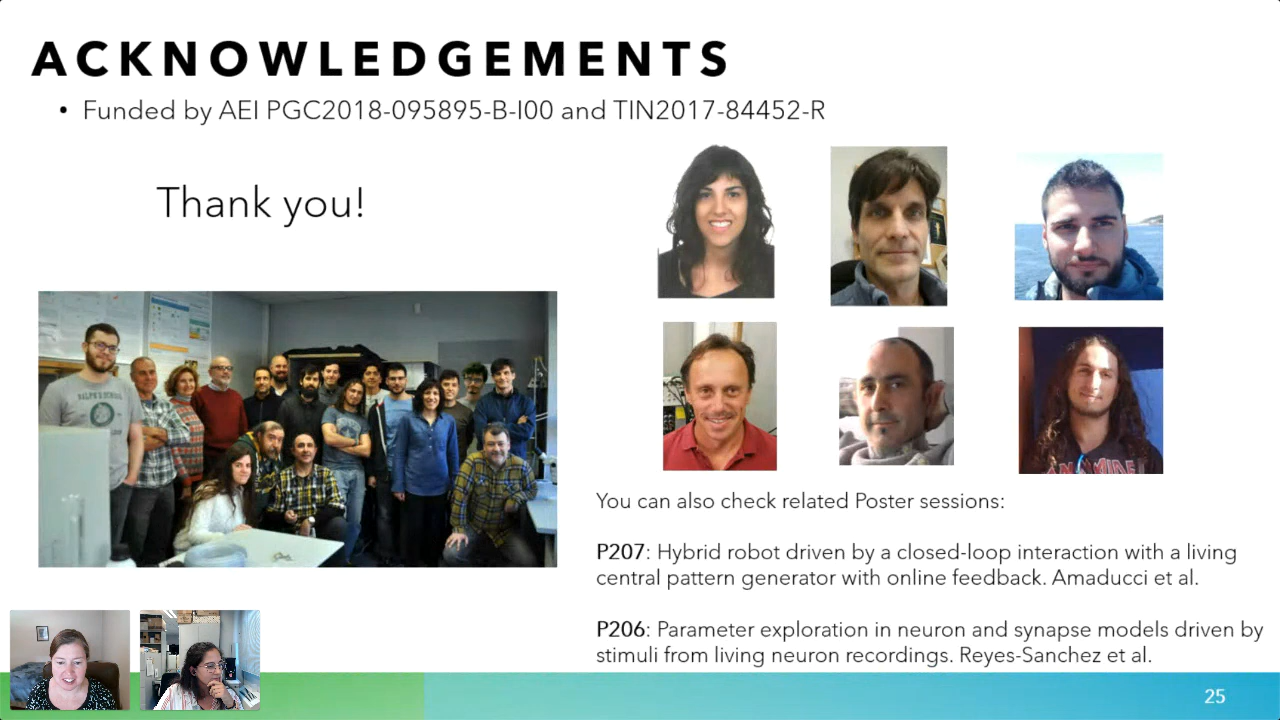 ACKNOWLEDGEMENTS
• Funded by AEI PGC2018-095895-B-I00 and TIN2017-84452-R
Thank you!
You can also check related Poster sessions:
P207: Hybrid robot driven by a closed-loop interaction with a living
central pattern generator with online feedback. Amaducci et al.
P206: Parameter exploration in neuron and synapse models driven by
stimuli from living neuron recordings. Reyes-Sanchez et al.
25